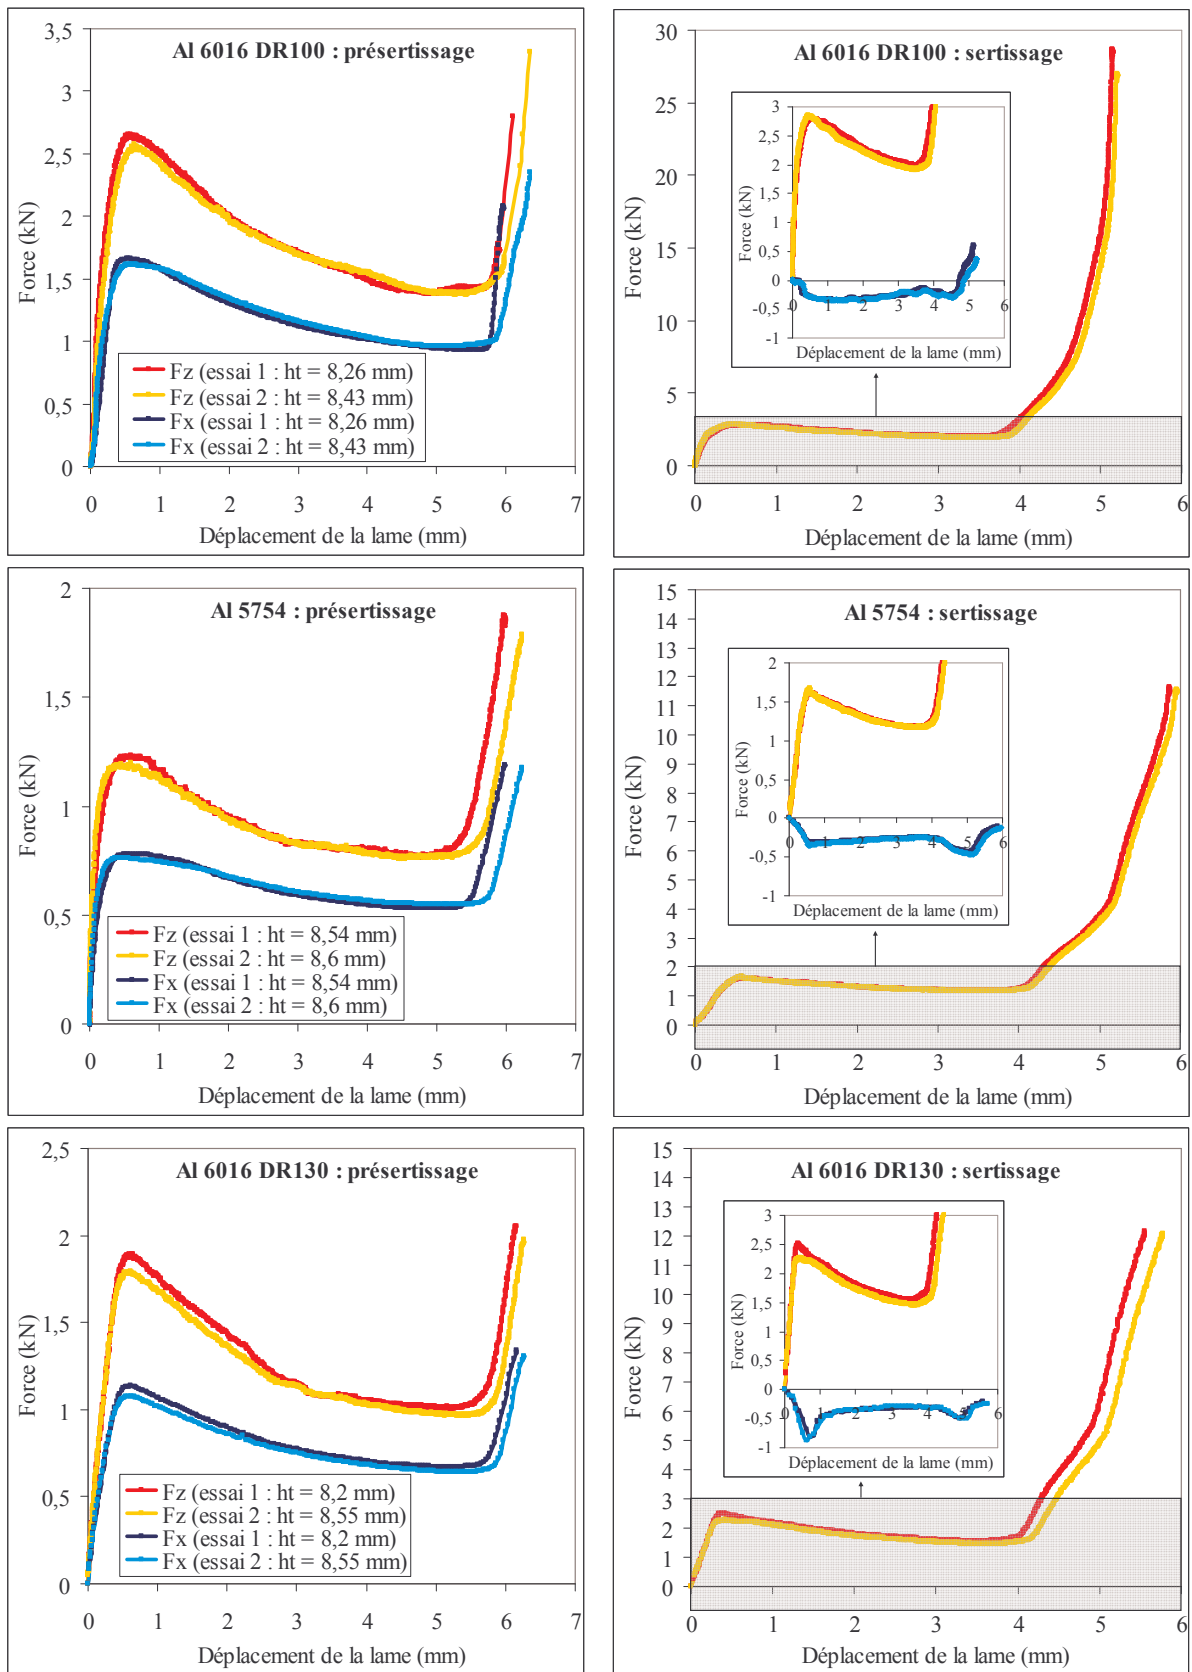 Al 6016 DR100 : présertissage
3,5
3
2,5
2
1,5
1
0,5
0
Force (kN)
Fz (essai 1 : ht = 8,26 mm)
Fz (essai 2 : ht = 8,43 mm)
Fx (essai 1 : ht = 8,26 mm)
Fx (essai 2 : ht = 8,43 mm)
0 1 2 3 4 5 6 7
Déplacement de la lame (mm)
Al 6016 DR100 : sertissage
30
25
20
15
10
5
0
Force (kN)
3
2,5
2
1,5
1
0,5
0
-0,5
-1
Force (kN)
0 1 2 3 4 5 6
Déplacement de la lame (mm)
0 1 2 3 4 5 6
Déplacement de la lame (mm)
Al 5754 : présertissage
2
1,5
1
0,5
0
Force (kN)
Fz (essai 1 : ht = 8,54 mm)
Fz (essai 2 : ht = 8,6 mm)
Fx (essai 1 : ht = 8,54 mm)
Fx (essai 2 : ht = 8,6 mm)
0 1 2 3 4 5 6 7
Déplacement de la lame (mm)
Al 5754 : sertissage
15
14
13
12
11
10
9
8
7
6
5
4
3
2
1
0
Force (kN)
2
1,5
1
0,5
0
-0,5
-1
Force (kN)
0 1 2 3 4 5 6
Déplacement de la lame (mm)
0 1 2 3 4 5 6
Déplacement de la lame (mm)
Al 6016 DR130 : présertissage
2,5
2
1,5
1
0,5
0
Force (kN)
Fz (essai 1 : ht = 8,2 mm)
Fz (essai 2 : ht = 8,55 mm)
Fx (essai 1 : ht = 8,2 mm)
Fx (essai 2 : ht = 8,55 mm)
0 1 2 3 4 5 6 7
Déplacement de la lame (mm)
Al 6016 DR130 : sertissage
15
14
13
12
11
10
9
8
7
6
5
4
3
2
1
0
Force (kN)
3
2,5
2
1,5
1
0,5
0
-0,5
-1
Force (kN)
0 1 2 3 4 5 6
Déplacement de la lame (mm)
0 1 2 3 4 5 6
Déplacement de la lame (mm)